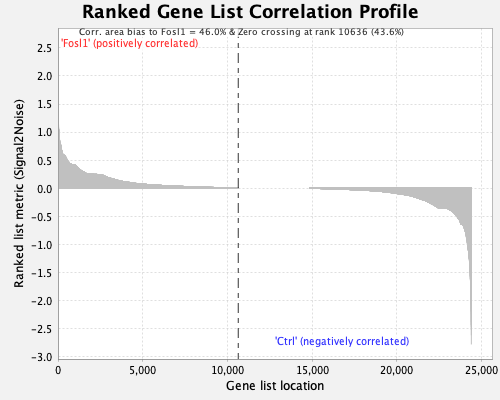 Ranked Gene List Correlation Profile
Corr. area bias to Fosl1 = 46.0% & Zero crossing at rank 10636 (43.6%)
'Fosl1' (positively correlated)
2.5
2.0
1.5
1.0
0.5
0.0
-0.5
-1.0
-1.5
-2.0
-2.5
-3.0
Ranked list metric (Signal2Noise)
'Ctrl' (negatively correlated)
0 5,000 10,000 15,000 20,000 25,000
Gene list location